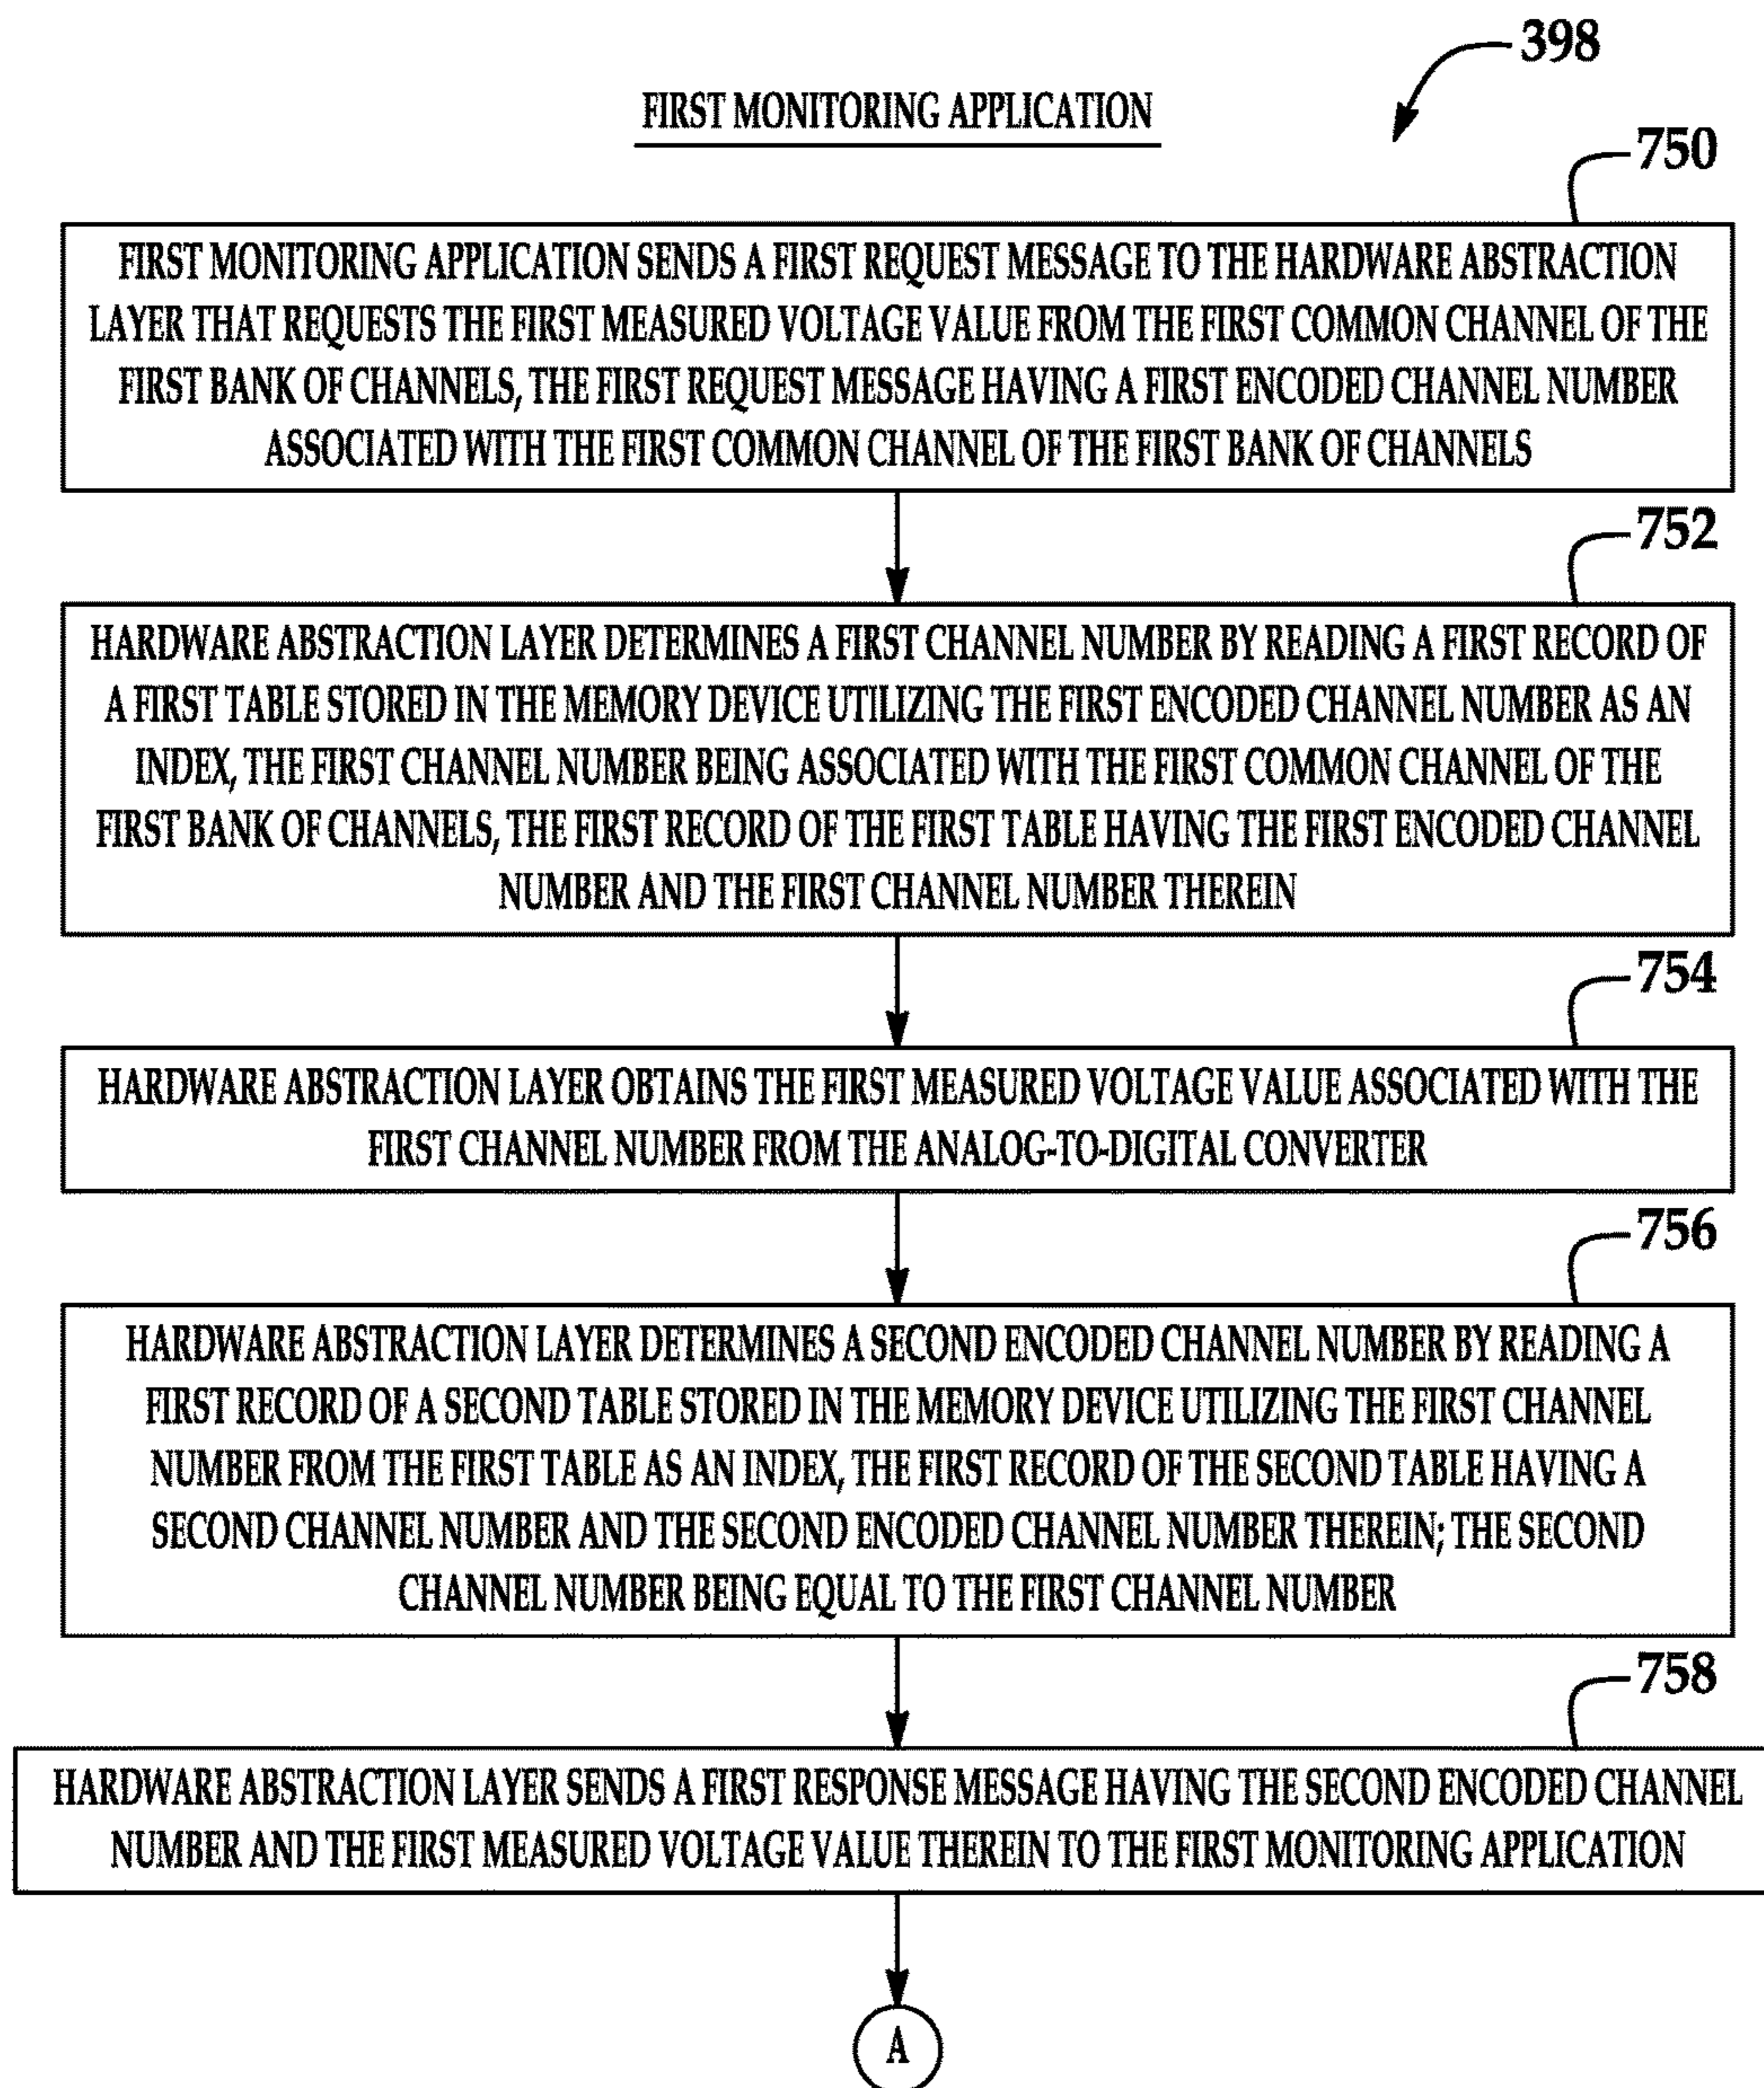 398
FIRST MONITORING APPLICATION
750
FIRST MONITORING APPLICATION SENDS A FIRST REQUEST MESSAGE TO THE HARDWARE ABSTRACTION
LAYER THAT REQUESTS THE FIRST MEASURED VOLTAGE VALUE FROM THE FIRST COMMON CHANNEL OF THE
FIRST BANK OF CHANNELS, THE FIRST REQUEST MESSAGE HAVING A FIRST ENCODED CHANNEL NUMBER
ASSOCIATED WITH THE FIRST COMMON CHANNEL OF THE FIRST BANK OF CHANNELS
752
HARDWARE ABSTRACTION LAYER DETERMINES A FIRST CHANNEL NUMBER BY READING A FIRST RECORD OF
A FIRST TABLE STORED IN THE MEMORY DEVICE UTILIZING THE FIRST ENCODED CHANNEL NUMBER AS AN
INDEX, THE FIRST CHANNEL NUMBER BEING ASSOCIATED WITH THE FIRST COMMON CHANNEL OF THE
FIRST BANK OF CHANNELS, THE FIRST RECORD OF THE FIRST TABLE HAVING THE FIRST ENCODED CHANNEL
NUMBER AND THE FIRST CHANNEL NUMBER THEREIN
754
HARDWARE ABSTRACTION LAYER OBTAINS THE FIRST MEASURED VOLTAGE VALUE ASSOCIATED WITH THE
FIRST CHANNEL NUMBER FROM THE ANALOG-TO-DIGITAL CONVERTER
756
HARDWARE ABSTRACTION LAYER DETERMINES A SECOND ENCODED CHANNEL NUMBER BY READING A
FIRST RECORD OF A SECOND TABLE STORED IN THE MEMORY DEVICE UTILIZING THE FIRST CHANNEL
NUMBER FROM THE FIRST TABLE AS AN INDEX, THE FIRST RECORD OF THE SECOND TABLE HAVING A
SECOND CHANNEL NUMBER AND THE SECOND ENCODED CHANNEL NUMBER THEREIN; THE SECOND
CHANNEL NUMBER BEING EQUAL TO THE FIRST CHANNEL NUMBER
758
HARDWARE ABSTRACTION LAYER SENDS A FIRST RESPONSE MESSAGE HAVING THE SECOND ENCODED CHANNEL
NUMBER AND THE FIRST MEASURED VOLTAGE VALUE THEREIN TO THE FIRST MONITORING APPLICATION
A